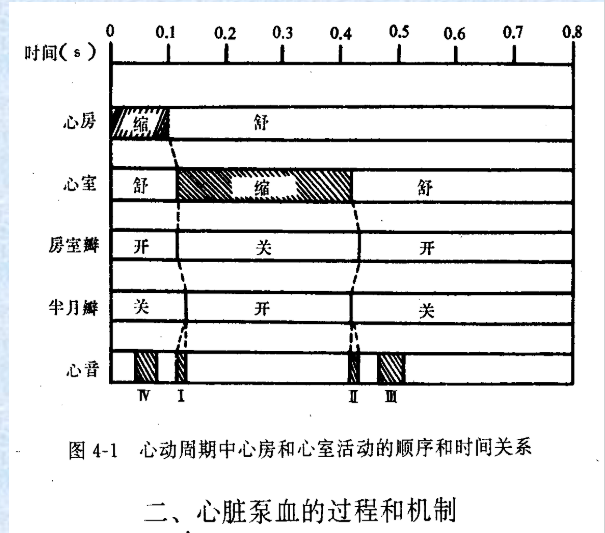 0 0.1 0.2 0.3 0.4 0.5 0.6 0.7 0.8
时间(s)
心房 缩 舒
心室 舒 缩 舒
房室瓣 开 关 开
半月瓣 关 开 关
心音
Ⅳ Ⅰ Ⅱ Ⅲ
图 4-1 心动周期中心房和心室活动的顺序和时间关系
二、心脏泵血的过程和机制